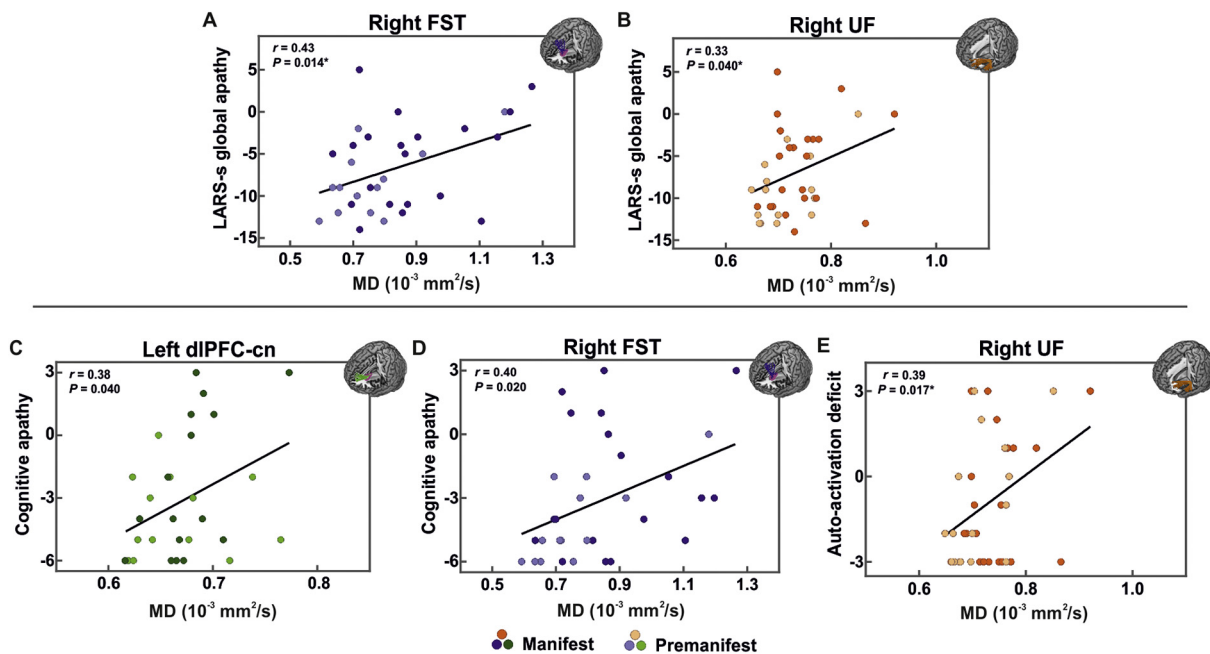 A
Right FST
r = 0.43
P = 0.014*
LARS-s global apathy
5
0
-5
-10
-15
0.5 0.7 0.9 1.1 1.3
MD (10⁻³ mm²/s)
B
Right UF
r = 0.33
P = 0.040*
LARS-s global apathy
5
0
-5
-10
-15
0.6 0.8 1.0
MD (10⁻³ mm²/s)
C
Left dlPFC-cn
r = 0.38
P = 0.040
Cognitive apathy
3
0
-3
-6
0.6 0.7 0.8
MD (10⁻³ mm²/s)
D
Right FST
r = 0.40
P = 0.020
Cognitive apathy
3
0
-3
-6
0.5 0.7 0.9 1.1 1.3
MD (10⁻³ mm²/s)
E
Right UF
r = 0.39
P = 0.017*
Auto-activation deficit
3
0
-3
0.6 0.8 1.0
MD (10⁻³ mm²/s)
Manifest Premanifest